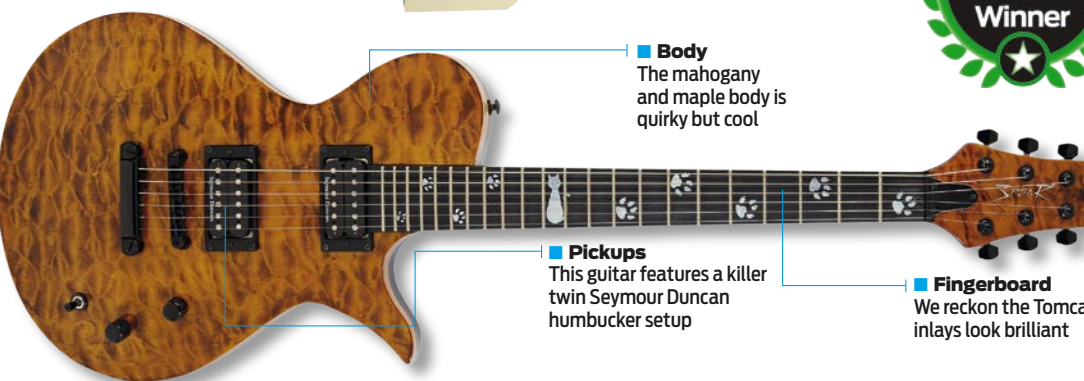 Winner
Body
The mahogany
and maple body is
quirky but cool
Pickups
This guitar features a killer
twin Seymour Duncan
humbucker setup
Fingerboard
We reckon the Tomca
inlays look brilliant